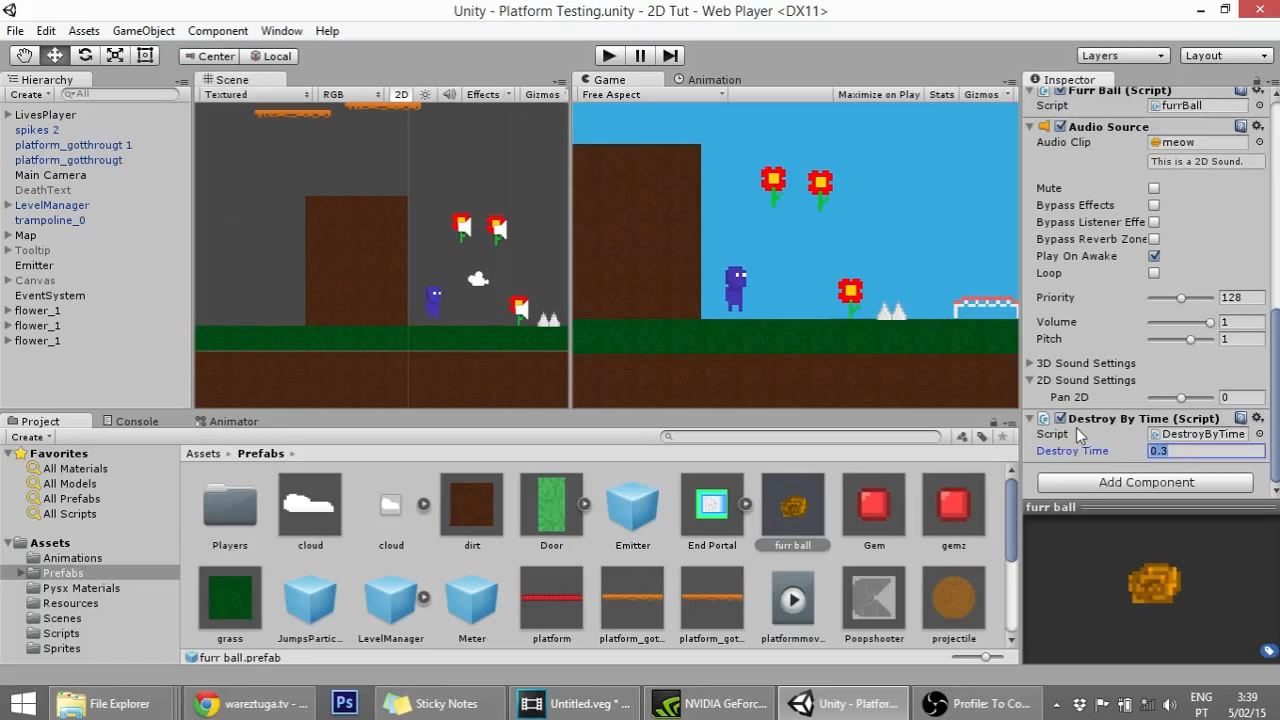 Unity - Platform Testing.unity - 2D Tut - Web Player <DX11>
File Edit Assets GameObject Component Window Help
Center Local Layers Layout
Hierarchy
Create All
LivesPlayer
spikes 2
platform_gotthrougt 1
platform_gotthrougt
Main Camera
DeathText
LevelManager
trampoline_0
Map
Tooltip
Emitter
Canvas
EventSystem
flower_1
flower_1
flower_1
Scene
Textured RGB 2D Effects Gizmos
Game Animation
Free Aspect Maximize on Play Stats Gizmos
Inspector
Furr Ball (Script)
Script furrBall
Audio Source
Audio Clip meow
This is a 2D Sound.
Mute
Bypass Effects
Bypass Listener Effe
Bypass Reverb Zone
Play On Awake
Loop
Priority 128
Volume 1
Pitch 1
3D Sound Settings
2D Sound Settings
Pan 2D 0
Destroy By Time (Script)
Script DestroyByTime
Destroy Time 0.3
Add Component
furr ball
Project Console Animator
Create
Favorites
All Materials
All Models
All Prefabs
All Scripts
Assets
Animations
Prefabs
Pysx Materials
Resources
Scenes
Scripts
Sprites
Assets Prefabs
Players cloud cloud dirt Door Emitter End Portal furr ball Gem gemz
grass JumpsPartic... LevelManager Meter platform platform_got... platform_got... platformmov... Poopshooter projectile
furr ball.prefab
File Explorer wareztuga.tv - ... Ps Sticky Notes Untitled.veg * ... NVIDIA GeForc... Unity - Platfor... Profile: To Co...
ENG 3:39
PT 5/02/15